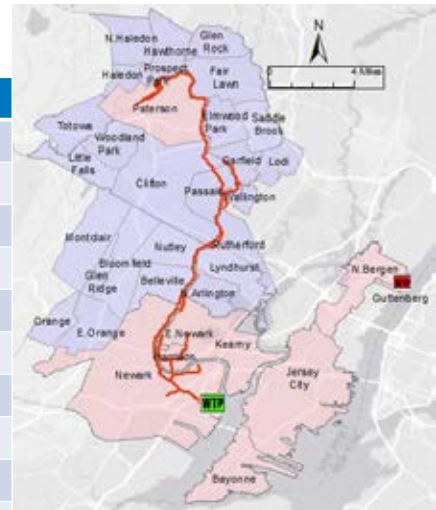 N
N.Haledon
Hawthorne
Glen
Rock
Prospect
Park
Haledon
Fair
Lawn
0 4 Miles
Paterson
Elmwood
Park
Saddle
Brook
Totowa
Woodland
Park
Little
Falls
Garfield
Lodi
Clifton
Passaic
Wallington
Montclair
Nutley
Rutherford
Bloomfield
Lyndhurst
Glen
Ridge
Belleville
N.Arlington
N.Bergen
Guttenberg
Orange
E.Orange
E.Newark
Kearny
Harrison
Newark
Jersey
City
WTP
Bayonne